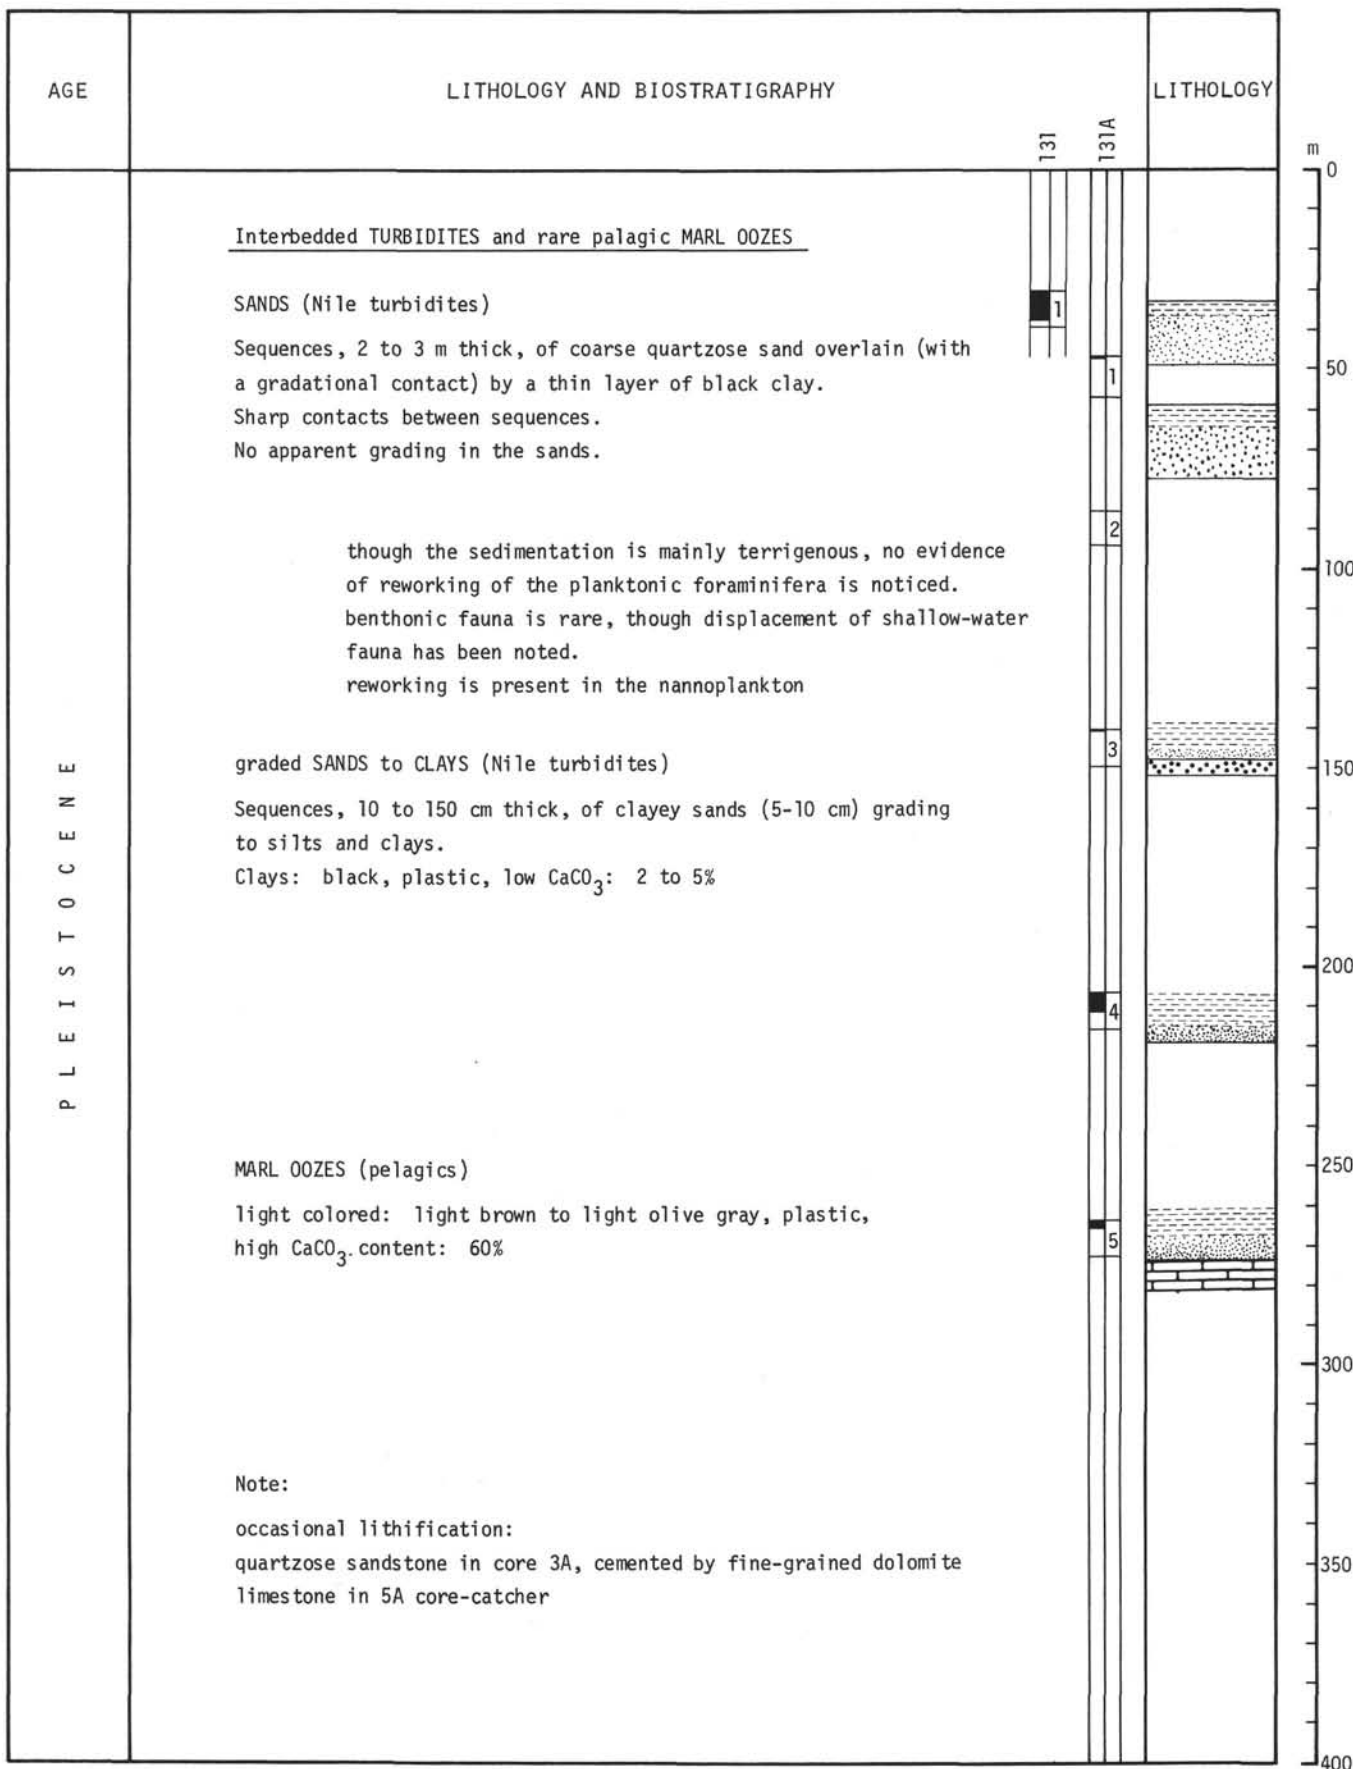 AGE
LITHOLOGY AND BIOSTRATIGRAPHY
131
131A
LITHOLOGY
m
0
Interbedded TURBIDITES and rare palagic MARL OOZES
SANDS (Nile turbidites)
1
Sequences, 2 to 3 m thick, of coarse quartzose sand overlain (with
a gradational contact) by a thin layer of black clay.
1
50
Sharp contacts between sequences.
No apparent grading in the sands.
2
though the sedimentation is mainly terrigenous, no evidence
of reworking of the planktonic foraminifera is noticed.
100
benthonic fauna is rare, though displacement of shallow-water
fauna has been noted.
reworking is present in the nannoplankton
graded SANDS to CLAYS (Nile turbidites)
3
150
Sequences, 10 to 150 cm thick, of clayey sands (5-10 cm) grading
to silts and clays.
Clays: black, plastic, low CaCO3: 2 to 5%
PLEISTOCENE
200
4
MARL OOZES (pelagics)
250
light colored: light brown to light olive gray, plastic,
high CaCO3. content: 60%
5
300
Note:
occasional lithification:
quartzose sandstone in core 3A, cemented by fine-grained dolomite
350
limestone in 5A core-catcher
400